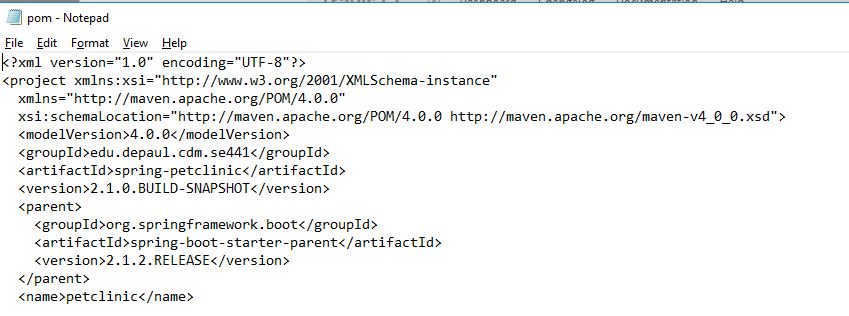 pom - Notepad
File Edit Format View Help
<?xml version="1.0" encoding="UTF-8"?>
<project xmlns:xsi="http://www.w3.org/2001/XMLSchema-instance"
xmlns="http://maven.apache.org/POM/4.0.0"
xsi:schemaLocation="http://maven.apache.org/POM/4.0.0 http://maven.apache.org/maven-v4_0_0.xsd">
<modelVersion>4.0.0</modelVersion>
<groupId>edu.depaul.cdm.se441</groupId>
<artifactId>spring-petclinic</artifactId>
<version>2.1.0.BUILD-SNAPSHOT</version>
<parent>
<groupId>org.springframework.boot</groupId>
<artifactId>spring-boot-starter-parent</artifactId>
<version>2.1.2.RELEASE</version>
</parent>
<name>petclinic</name>